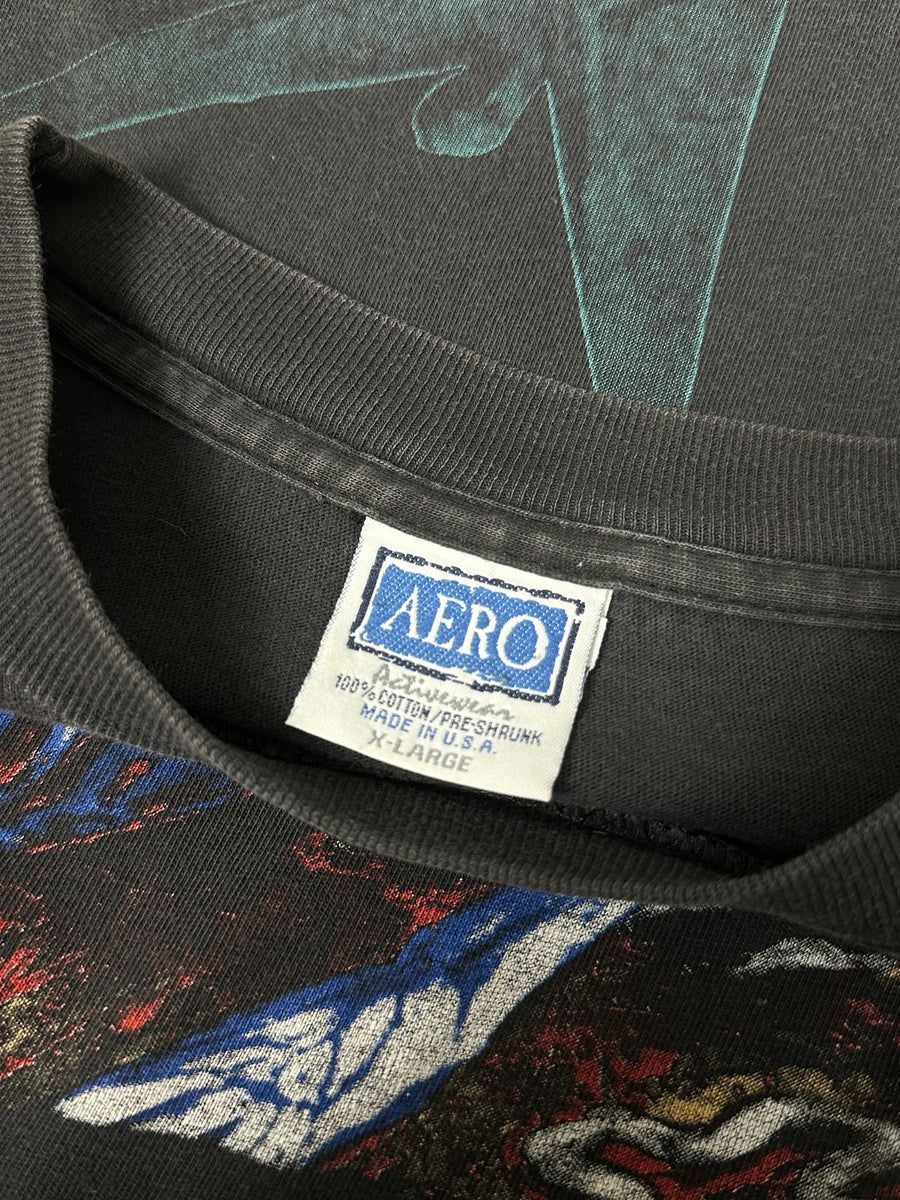 AERO
Activewear
100% COTTON/PRE-SHRUNK
MADE IN U.S.A.
X-LARGE